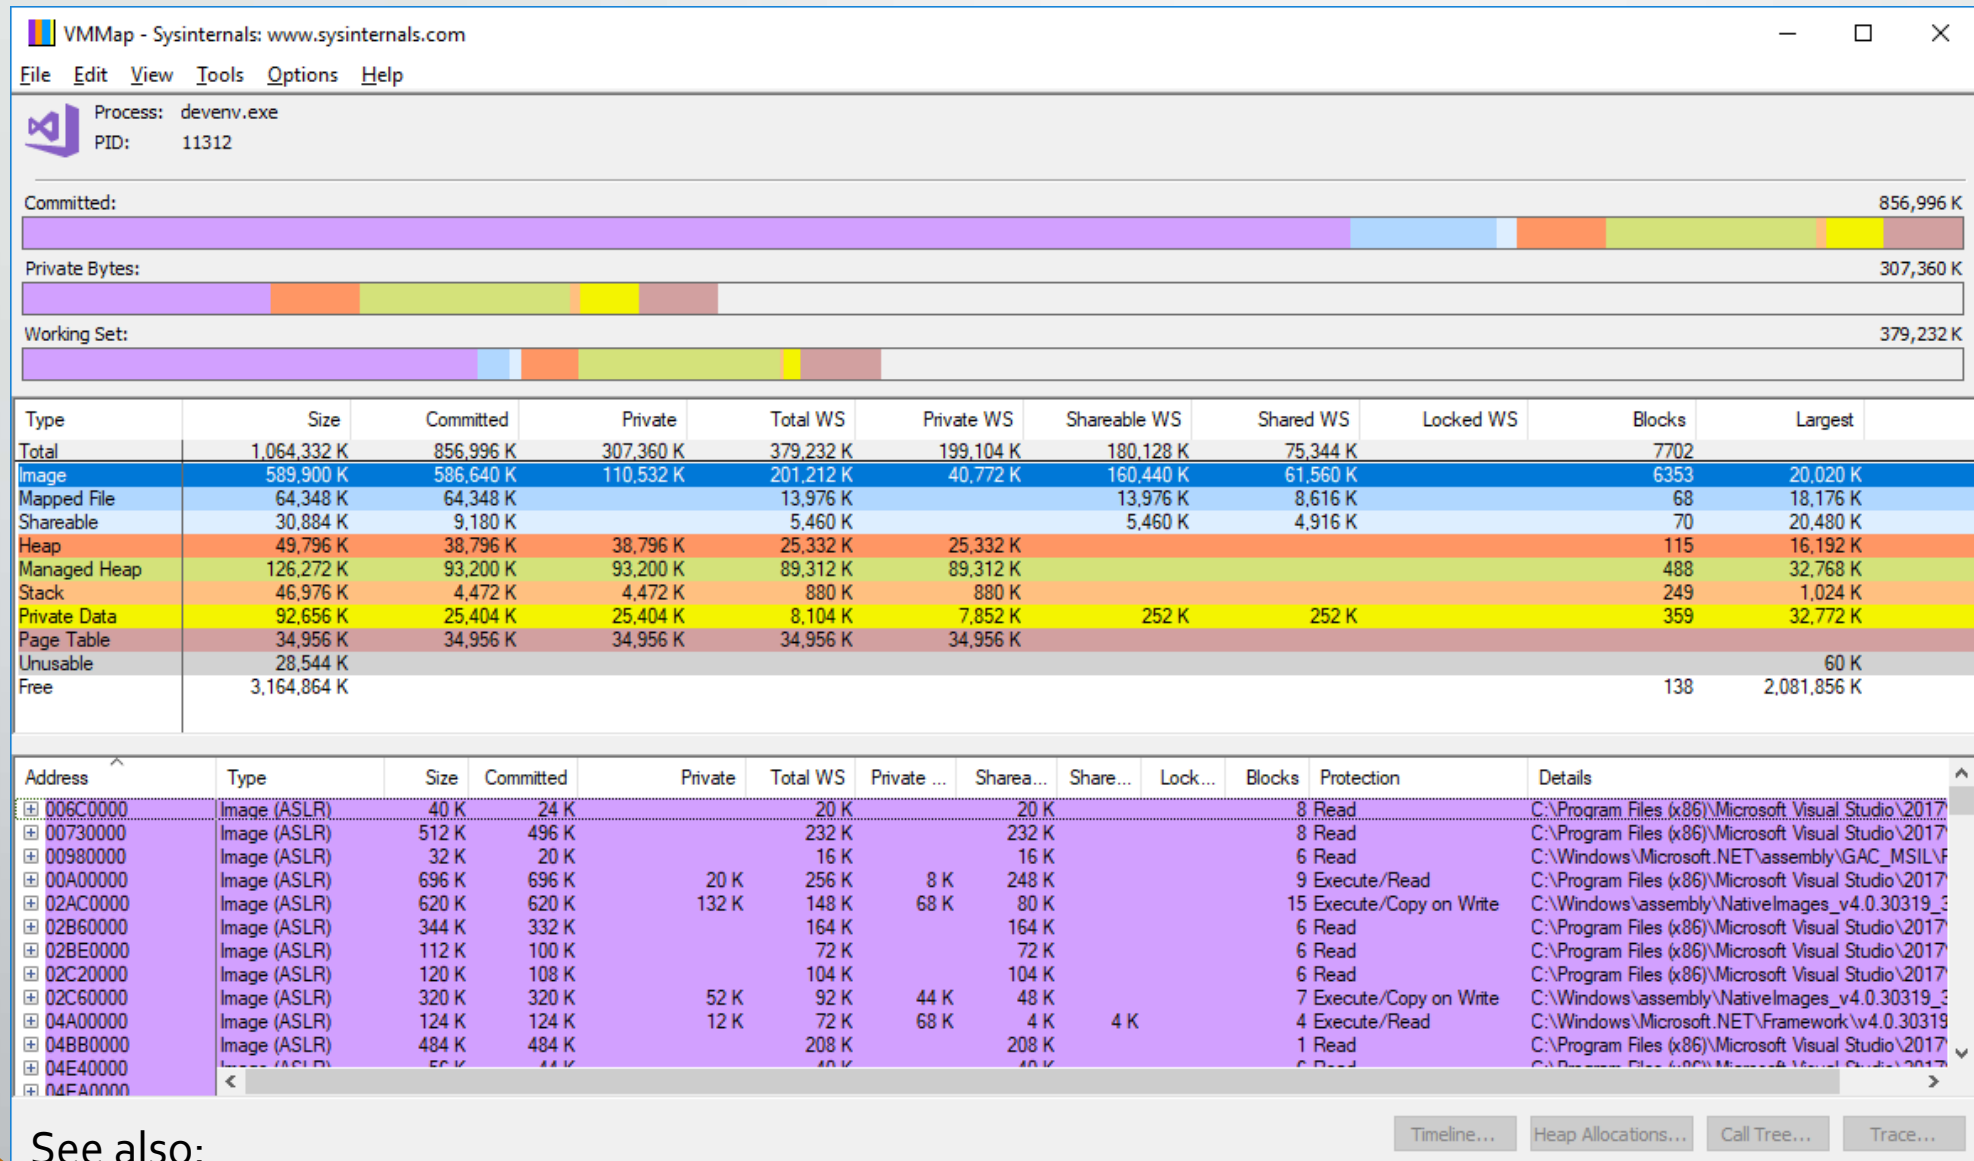 VMMap - Sysinternals: www.sysinternals.com
File Edit View Tools Options Help
Process: devenv.exe
PID: 11312
Committed: 856,996 K
Private Bytes: 307,360 K
Working Set: 379,232 K
Type Size Committed Private Total WS Private WS Shareable WS Shared WS Locked WS Blocks Largest
Total 1,064,332 K 856,996 K 307,360 K 379,232 K 199,104 K 180,128 K 75,344 K 7702
Image 589,900 K 586,640 K 110,532 K 201,212 K 40,772 K 160,440 K 61,560 K 6353 20,020 K
Mapped File 64,348 K 64,348 K 13,976 K 13,976 K 8,616 K 68 18,176 K
Shareable 30,884 K 9,180 K 5,460 K 5,460 K 4,916 K 70 20,480 K
Heap 49,796 K 38,796 K 38,796 K 25,332 K 25,332 K 115 16,192 K
Managed Heap 126,272 K 93,200 K 93,200 K 89,312 K 89,312 K 488 32,768 K
Stack 46,976 K 4,472 K 4,472 K 880 K 880 K 249 1,024 K
Private Data 92,656 K 25,404 K 25,404 K 8,104 K 7,852 K 252 K 252 K 359 32,772 K
Page Table 34,956 K 34,956 K 34,956 K 34,956 K 34,956 K
Unusable 28,544 K 60 K
Free 3,164,864 K 138 2,081,856 K
Address Type Size Committed Private Total WS Private ... Sharea... Share... Lock... Blocks Protection Details
006C0000 Image (ASLR) 40 K 24 K 20 K 20 K 8 Read C:\Program Files (x86)\Microsoft Visual Studio\2017
00730000 Image (ASLR) 512 K 496 K 232 K 232 K 8 Read C:\Program Files (x86)\Microsoft Visual Studio\2017
00980000 Image (ASLR) 32 K 20 K 16 K 16 K 6 Read C:\Windows\Microsoft.NET\assembly\GAC_MSIL\
00A00000 Image (ASLR) 696 K 696 K 20 K 256 K 8 K 248 K 9 Execute/Read C:\Program Files (x86)\Microsoft Visual Studio\2017
02AC0000 Image (ASLR) 620 K 620 K 132 K 148 K 68 K 80 K 15 Execute/Copy on Write C:\Windows\assembly\NativeImages_v4.0.30319_3
02B60000 Image (ASLR) 344 K 332 K 164 K 164 K 6 Read C:\Program Files (x86)\Microsoft Visual Studio\2017
02BE0000 Image (ASLR) 112 K 100 K 72 K 72 K 6 Read C:\Program Files (x86)\Microsoft Visual Studio\2017
02C20000 Image (ASLR) 120 K 108 K 104 K 104 K 6 Read C:\Program Files (x86)\Microsoft Visual Studio\2017
02C60000 Image (ASLR) 320 K 320 K 52 K 92 K 44 K 48 K 7 Execute/Copy on Write C:\Windows\assembly\NativeImages_v4.0.30319_3
04A00000 Image (ASLR) 124 K 124 K 12 K 72 K 68 K 4 K 4 K 4 Execute/Read C:\Windows\Microsoft.NET\Framework\v4.0.30319
04BB0000 Image (ASLR) 484 K 484 K 208 K 208 K 1 Read C:\Program Files (x86)\Microsoft Visual Studio\2017
04E40000
04EA0000
Timeline... Heap Allocations... Call Tree... Trace...
See also: